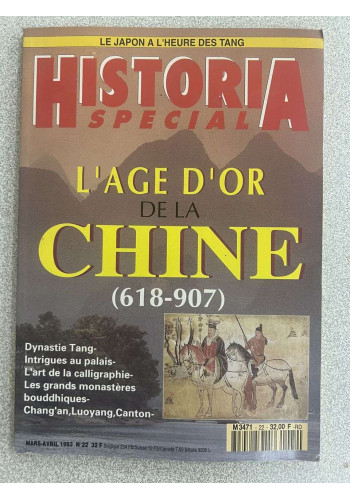 LE JAPON A L'HEURE DES TANG
HISTORIA
SPECIAL
L'AGE D'OR
DE LA
CHINE
(618-907)
Dynastie Tang-
Intrigues au palais-
L'art de la calligraphie-
Les grands monastères
bouddhiques-
Chang'an,Luoyang,Canton-
M3471 - 22 - 32,00 F -RD
MARS-AVRIL 1993 N°22 32 F